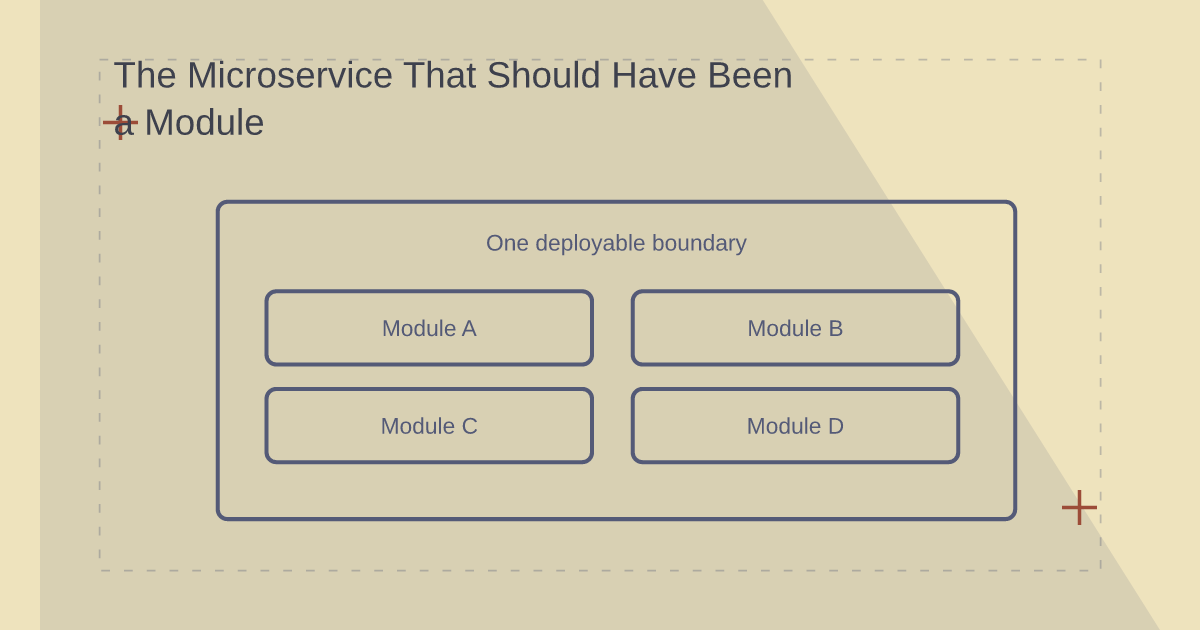 The Microservice That Should Have Been
a Module
One deployable boundary
Module A
Module B
Module C
Module D